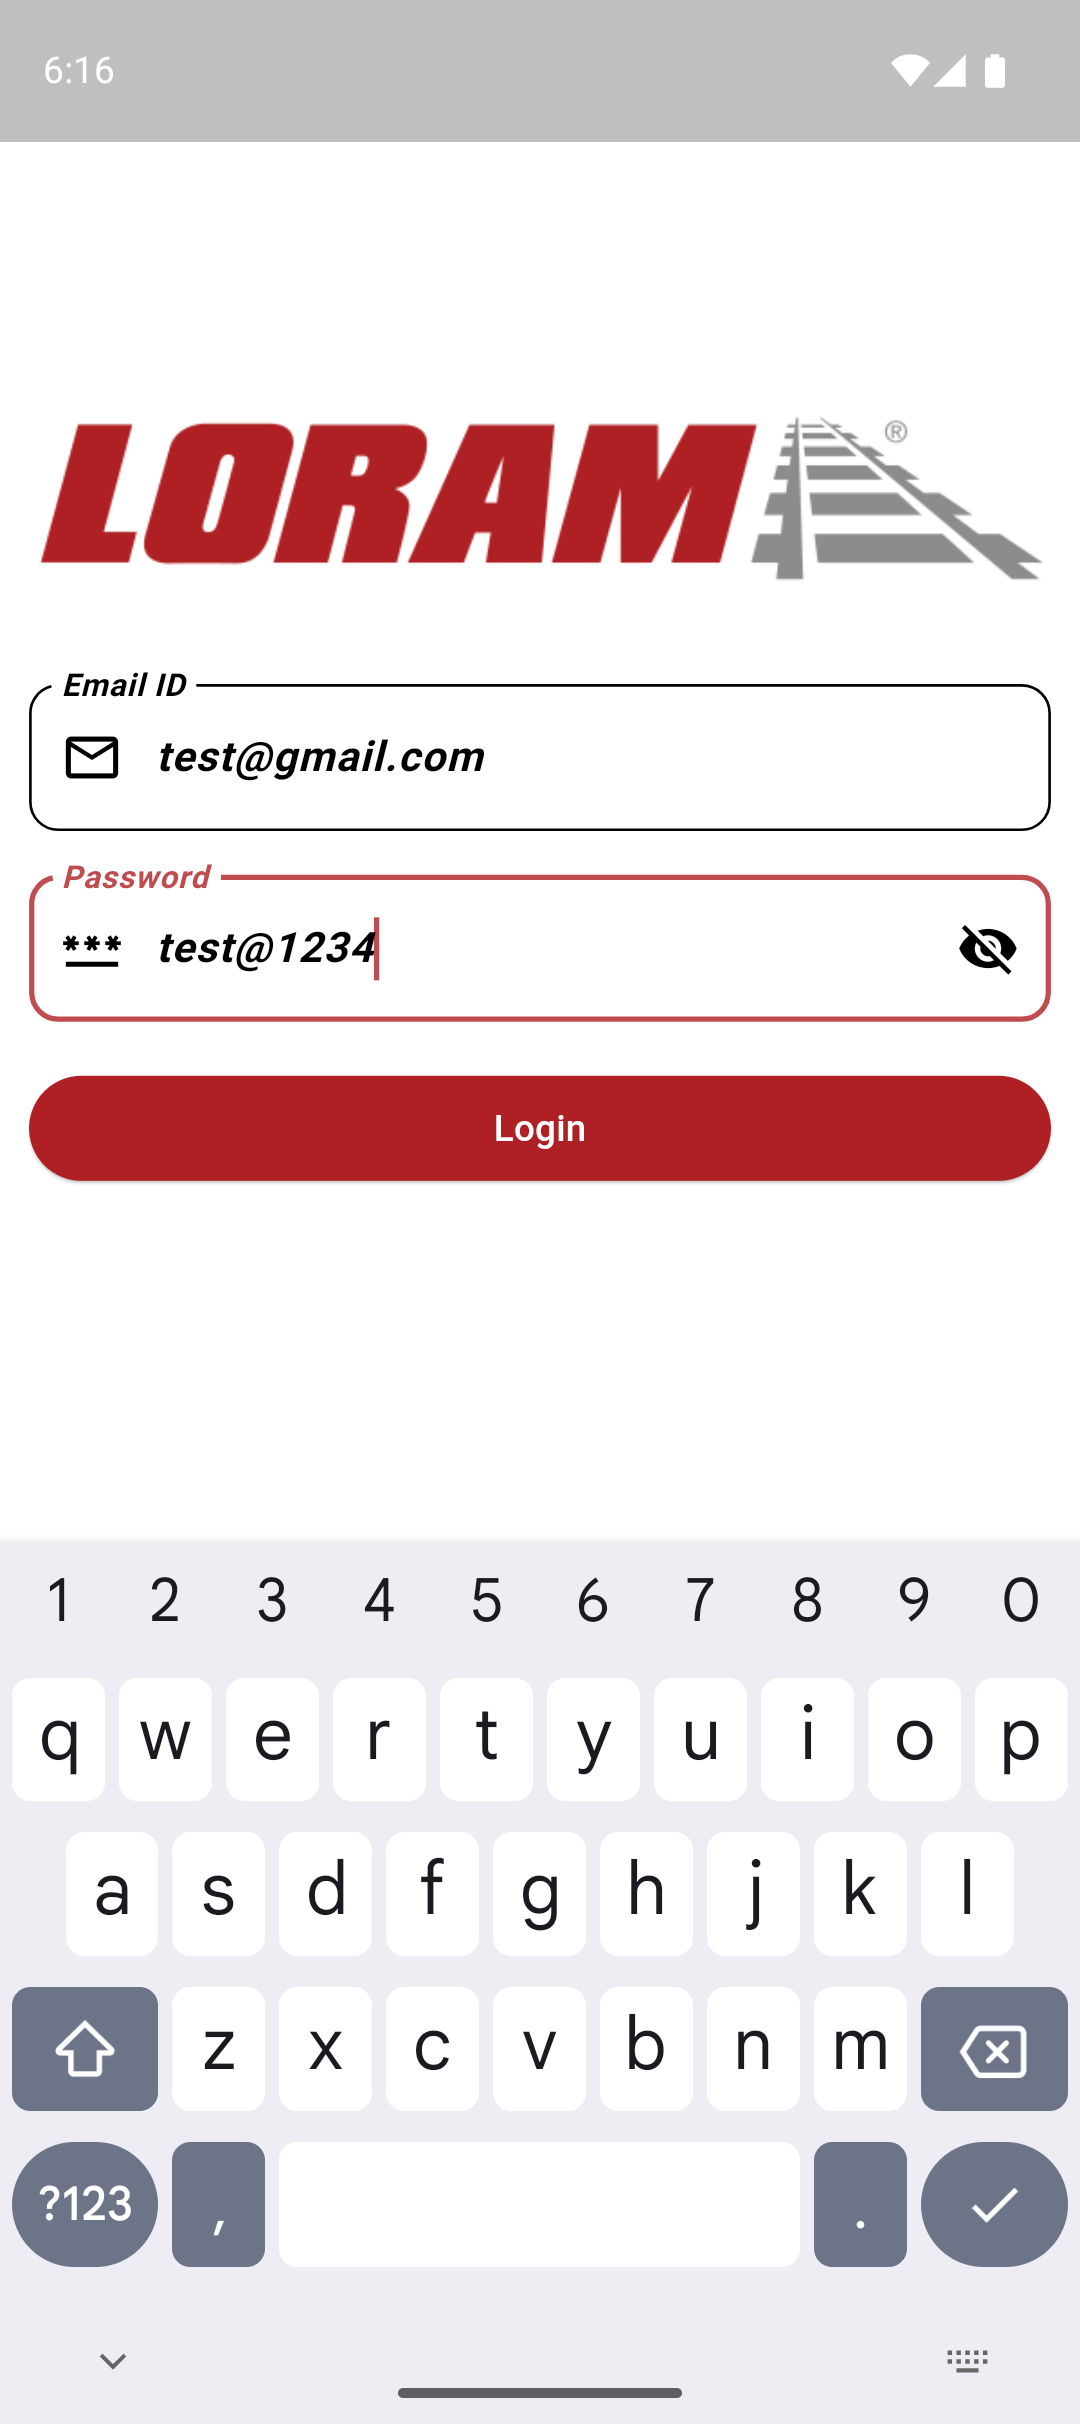 6:16
LORAM®
Email ID
test@gmail.com
Password
***
test@1234
Login
1 2 3 4 5 6 7 8 9 0
q w e r t y u i o p
a s d f g h j k l
z x c v b n m
?123 , .